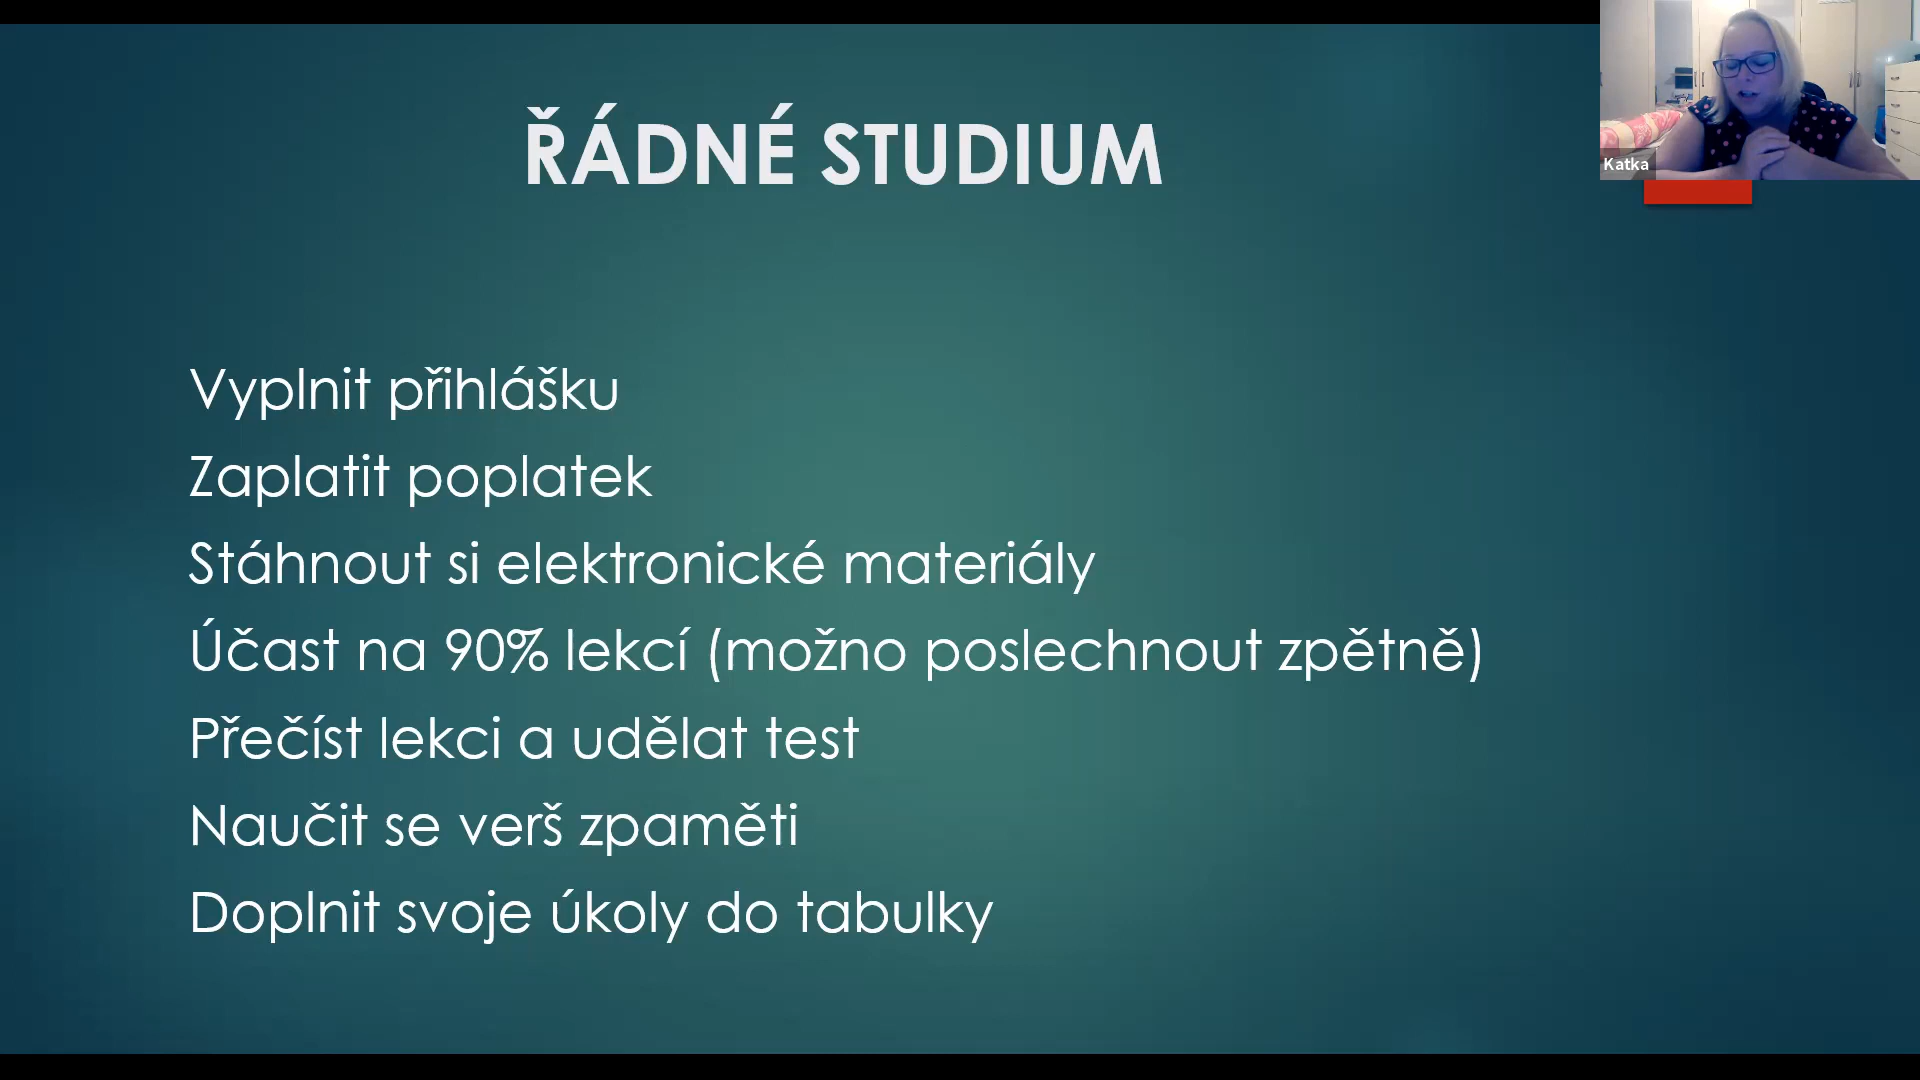 Katka
ŘÁDNÉ STUDIUM
Vyplnit přihlášku
Zaplatit poplatek
Stáhnout si elektronické materiály
Účast na 90% lekcí (možno poslechnout zpětně)
Přečíst lekci a udělat test
Naučit se verš zpaměti
Doplnit svoje úkoly do tabulky